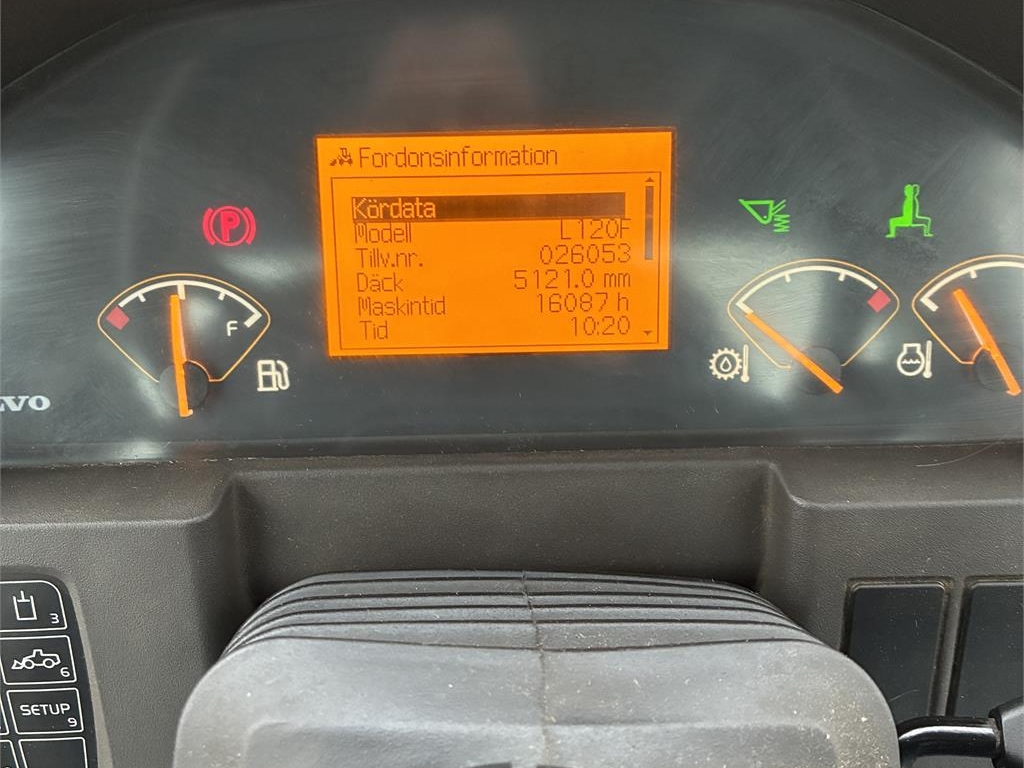 Fordonsinformation
Kördata
Modell L120F
Tillv.nr. 026053
Däck 5121.0 mm
Maskintid 16087 h
Tid 10:20
P
F
LVO
3
6
SETUP 9